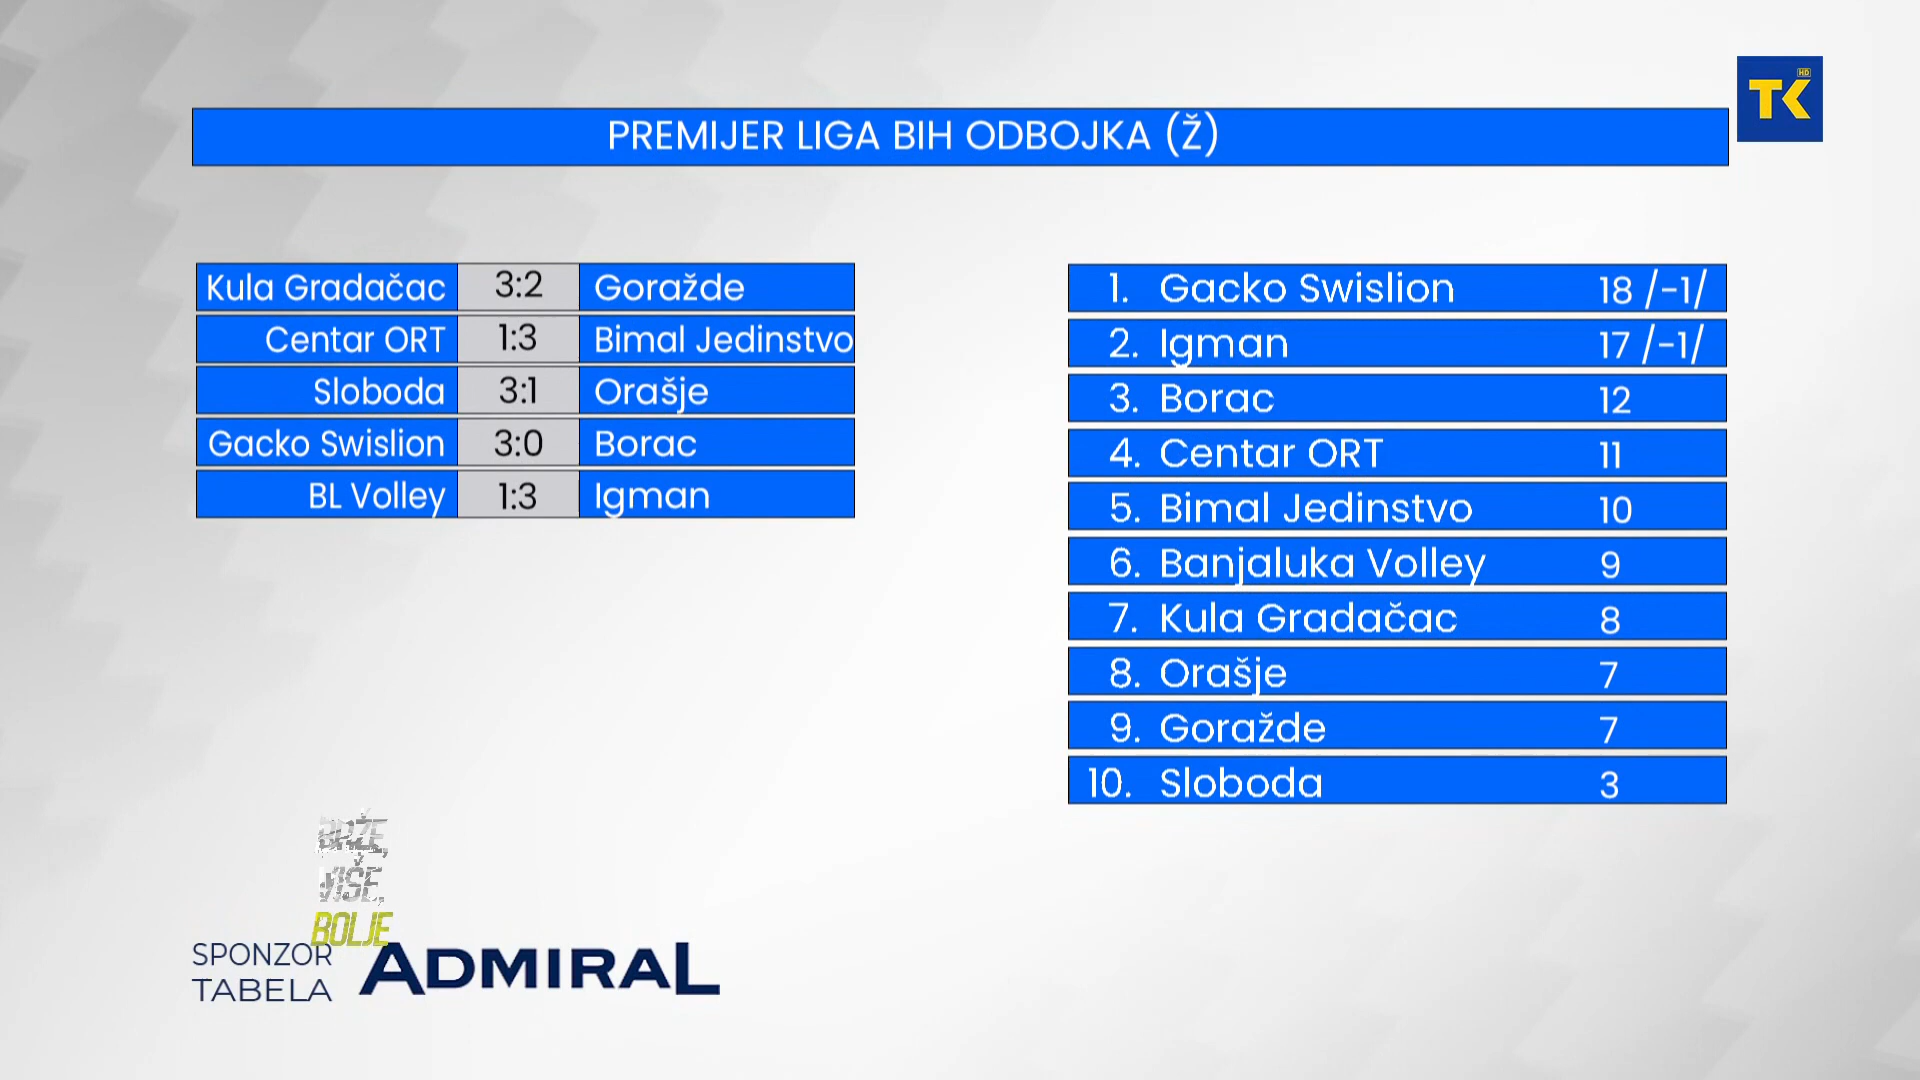 TK HD
PREMIJER LIGA BIH ODBOJKA (Ž)
Kula Gradačac 3:2 Goražde
Centar ORT 1:3 Bimal Jedinstvo
Sloboda 3:1 Orašje
Gacko Swislion 3:0 Borac
BL Volley 1:3 Igman
1. Gacko Swislion 18 /-1/
2. Igman 17 /-1/
3. Borac 12
4. Centar ORT 11
5. Bimal Jedinstvo 10
6. Banjaluka Volley 9
7. Kula Gradačac 8
8. Orašje 7
9. Goražde 7
10. Sloboda 3
BRŽE,
VIŠE,
BOLJE
SPONZOR
TABELA
ADMIRAL